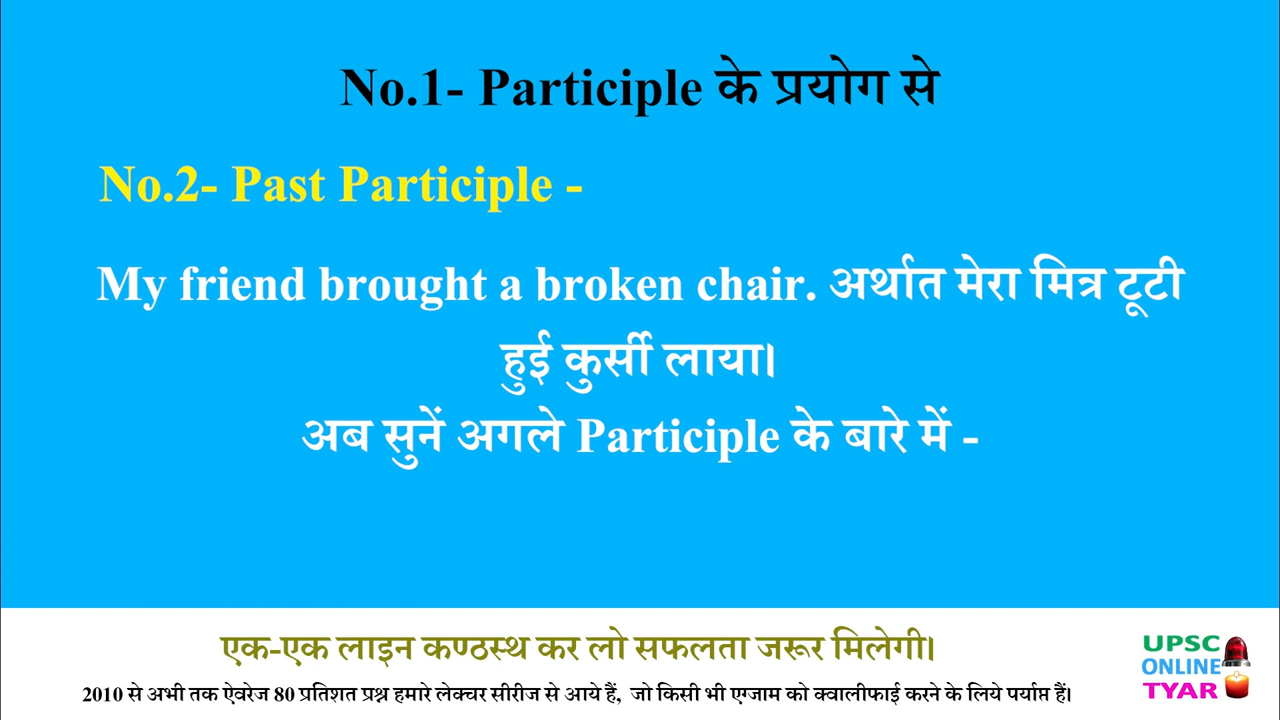 No.1- Participle के प्रयोग से
No.2- Past Participle -
My friend brought a broken chair. अर्थात मेरा मित्र टूटी
हुई कुर्सी लाया।
अब सुनें अगले Participle के बारे में -
एक-एक लाइन कण्ठस्थ कर लो सफलता जरूर मिलेगी।
2010 से अभी तक ऐवरेज 80 प्रतिशत प्रश्न हमारे लेक्चर सीरीज से आये हैं, जो किसी भी एग्जाम को क्वालीफाई करने के लिये पर्याप्त हैं।
UPSC
ONLINE
TYAR